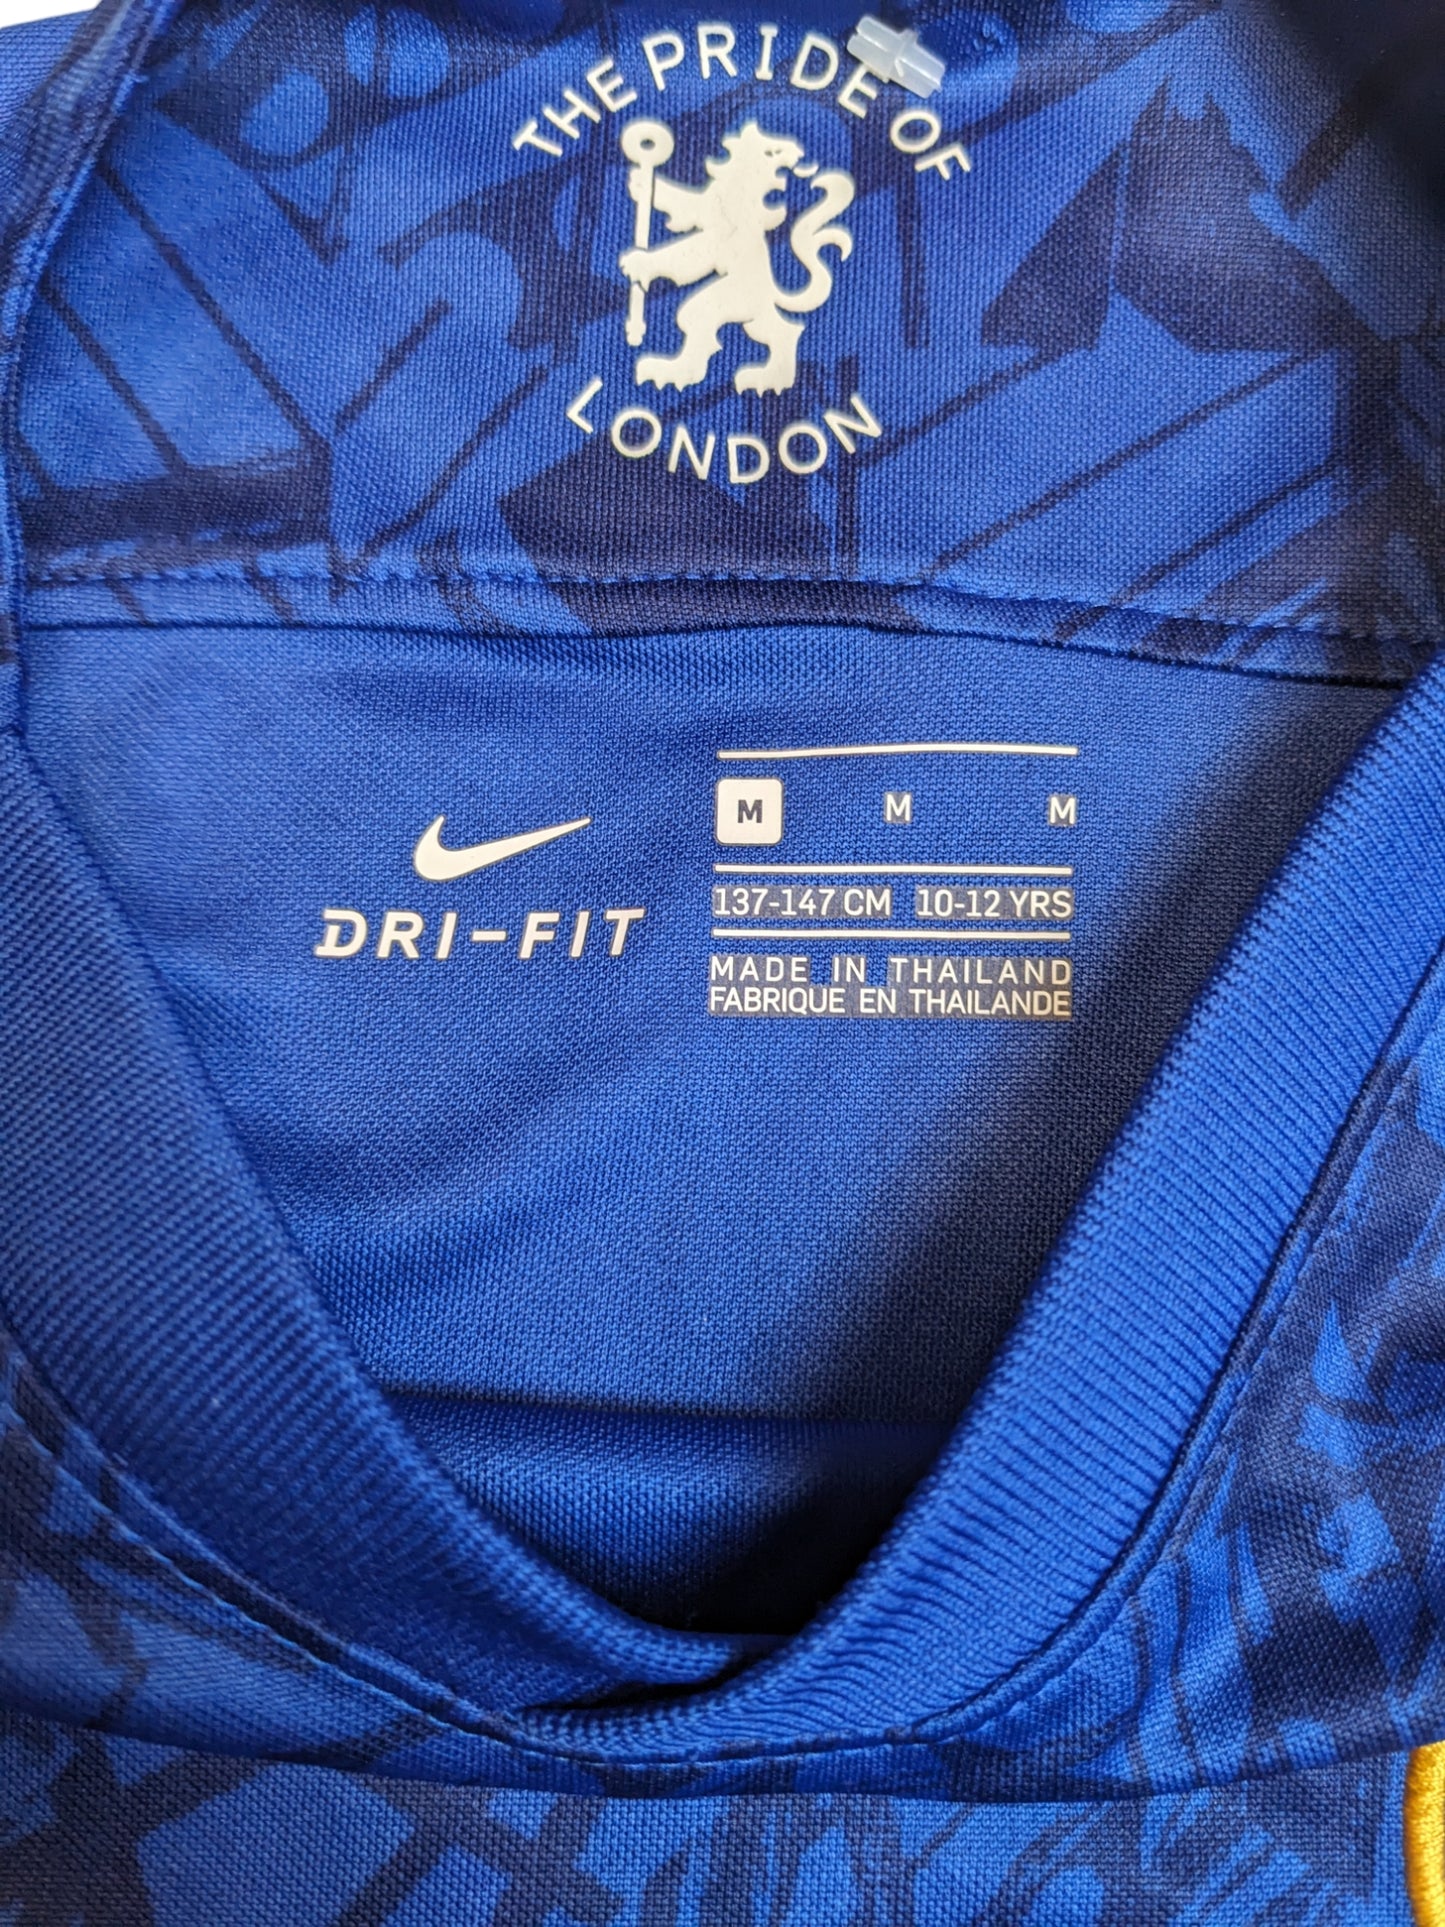 THE PRIDE OF
LONDON
M M M
DRI-FIT
137-147 CM 10-12 YRS
MADE IN THAILAND
FABRIQUE EN THAILANDE